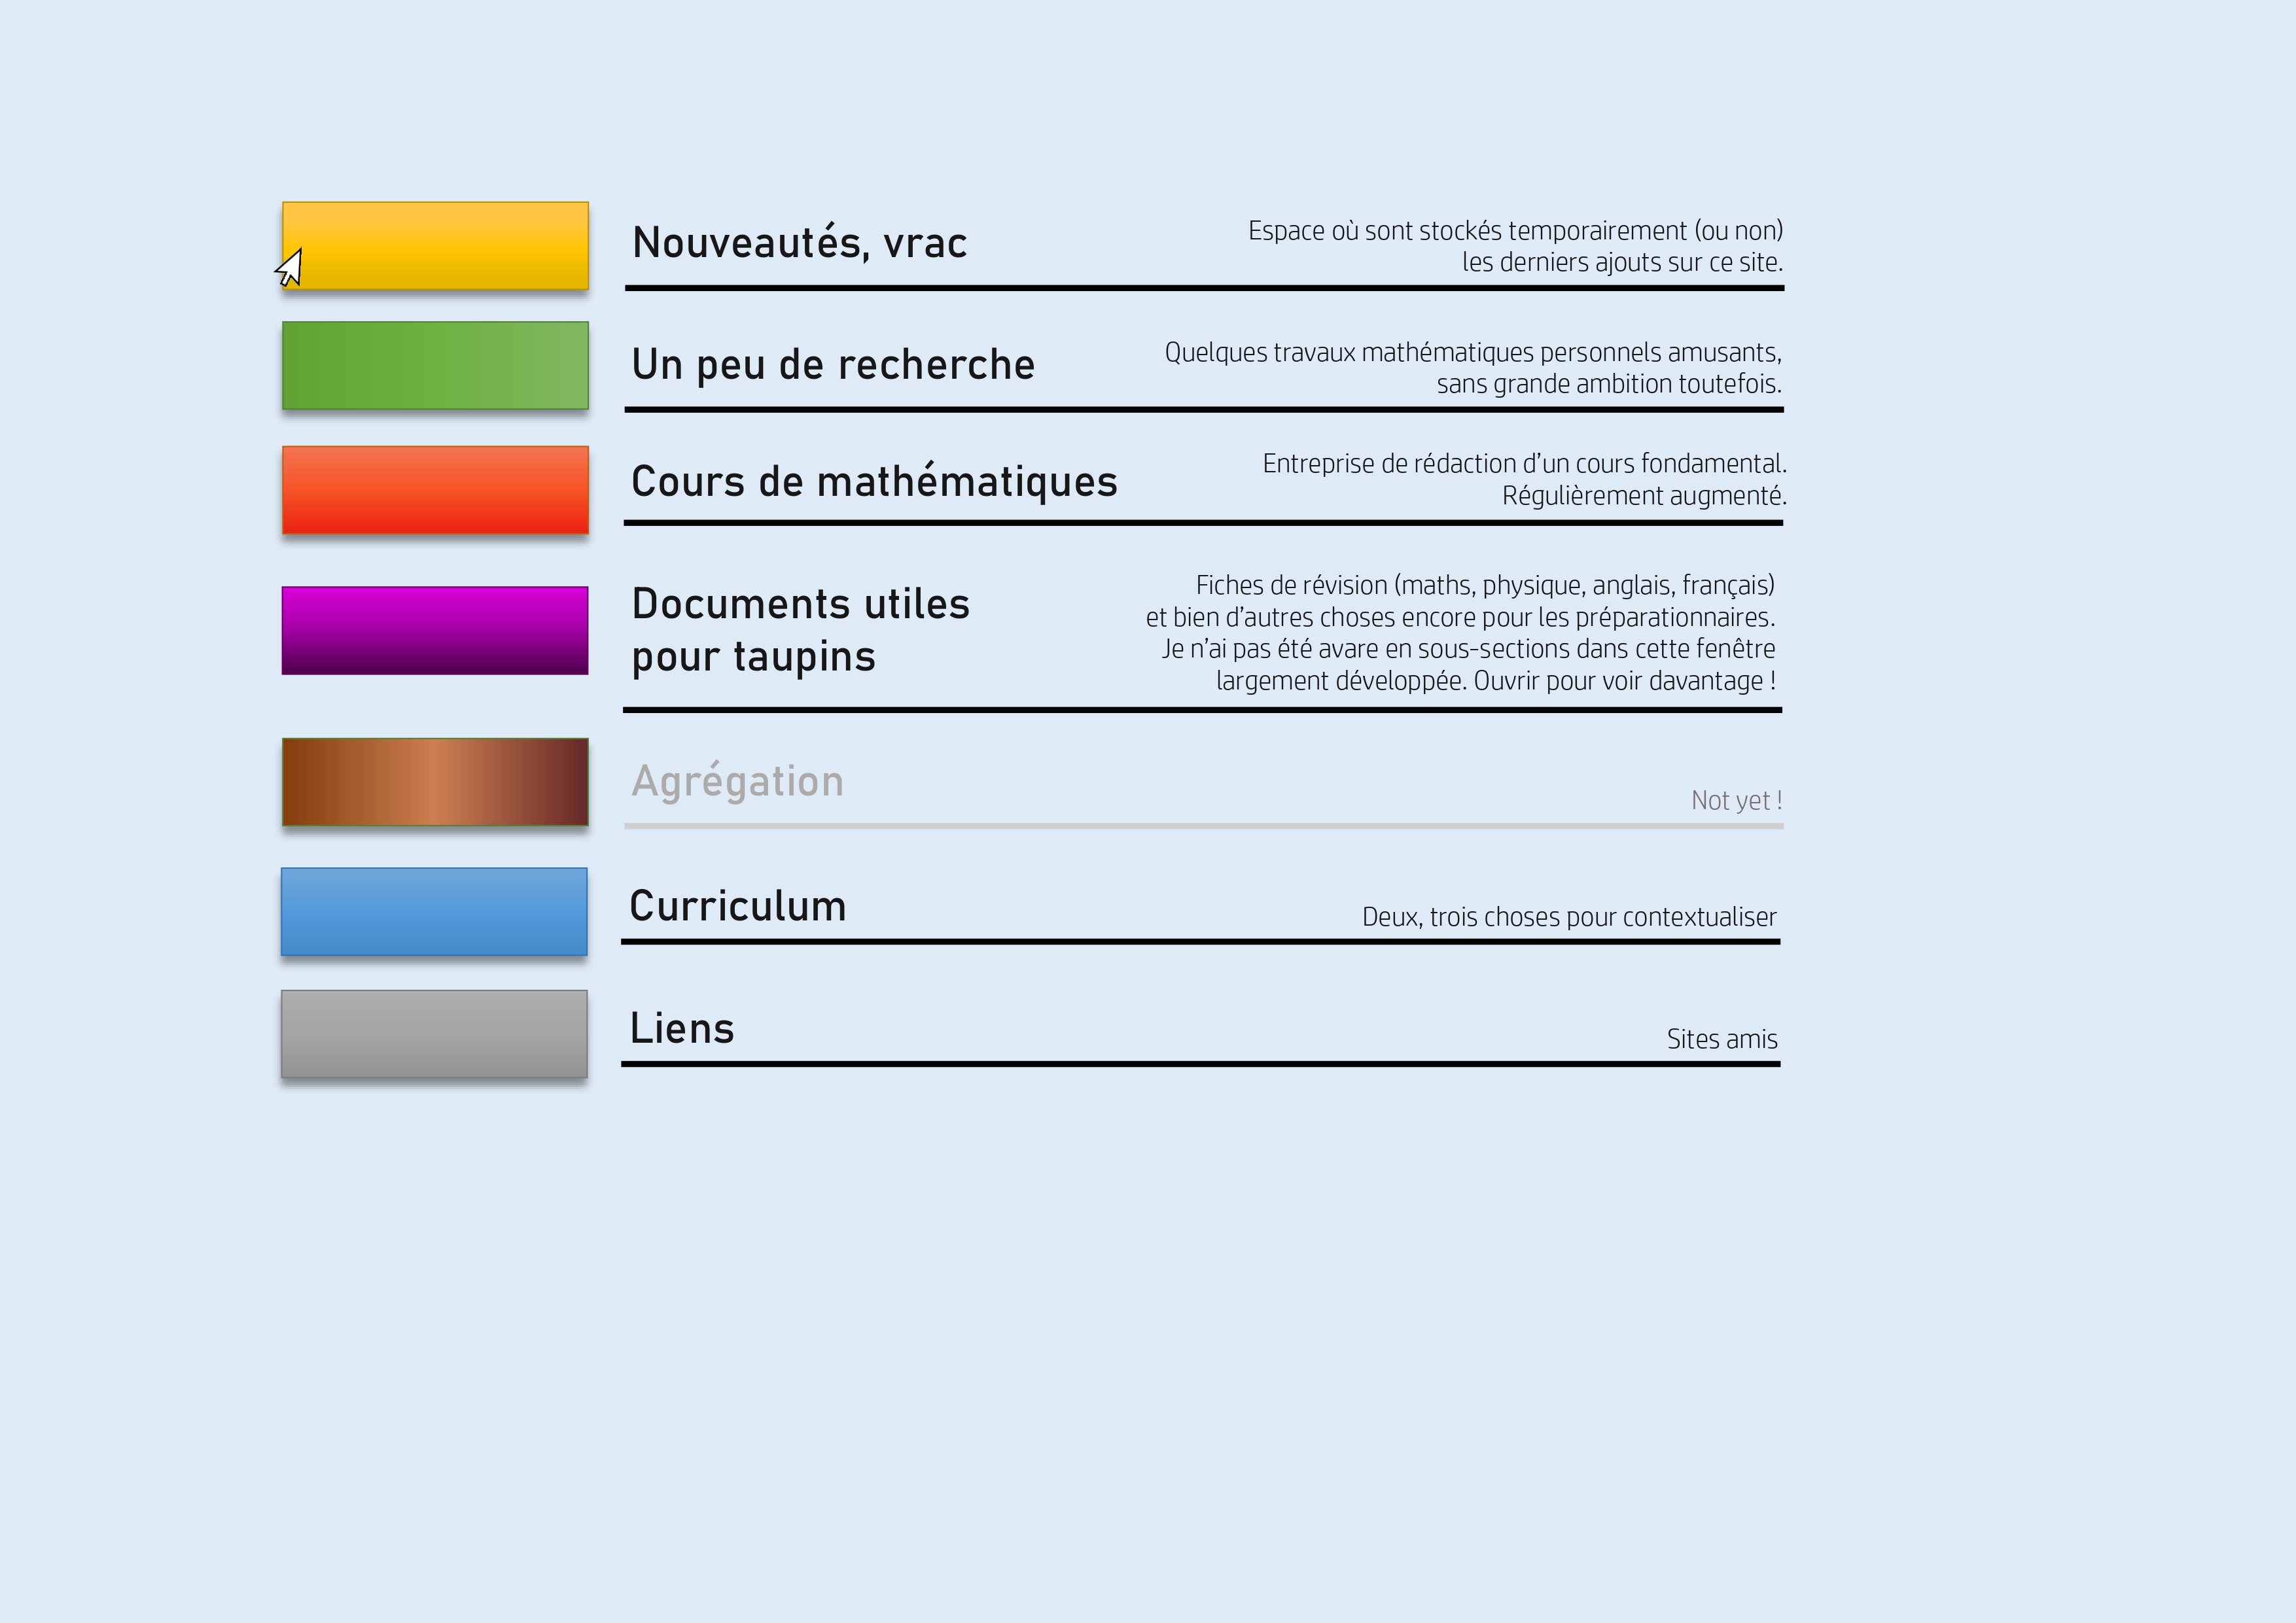 Nouveautés, vrac
Espace où sont stockés temporairement (ou non)
les derniers ajouts sur ce site.
Un peu de recherche
Quelques travaux mathématiques personnels amusants,
sans grande ambition toutefois.
Cours de mathématiques
Entreprise de rédaction d’un cours fondamental.
Régulièrement augmenté.
Documents utiles
pour taupins
Fiches de révision (maths, physique, anglais, français)
et bien d’autres choses encore pour les préparationnaires.
Je n’ai pas été avare en sous-sections dans cette fenêtre
largement développée. Ouvrir pour voir davantage !
Agrégation
Not yet !
Curriculum
Deux, trois choses pour contextualiser
Liens
Sites amis